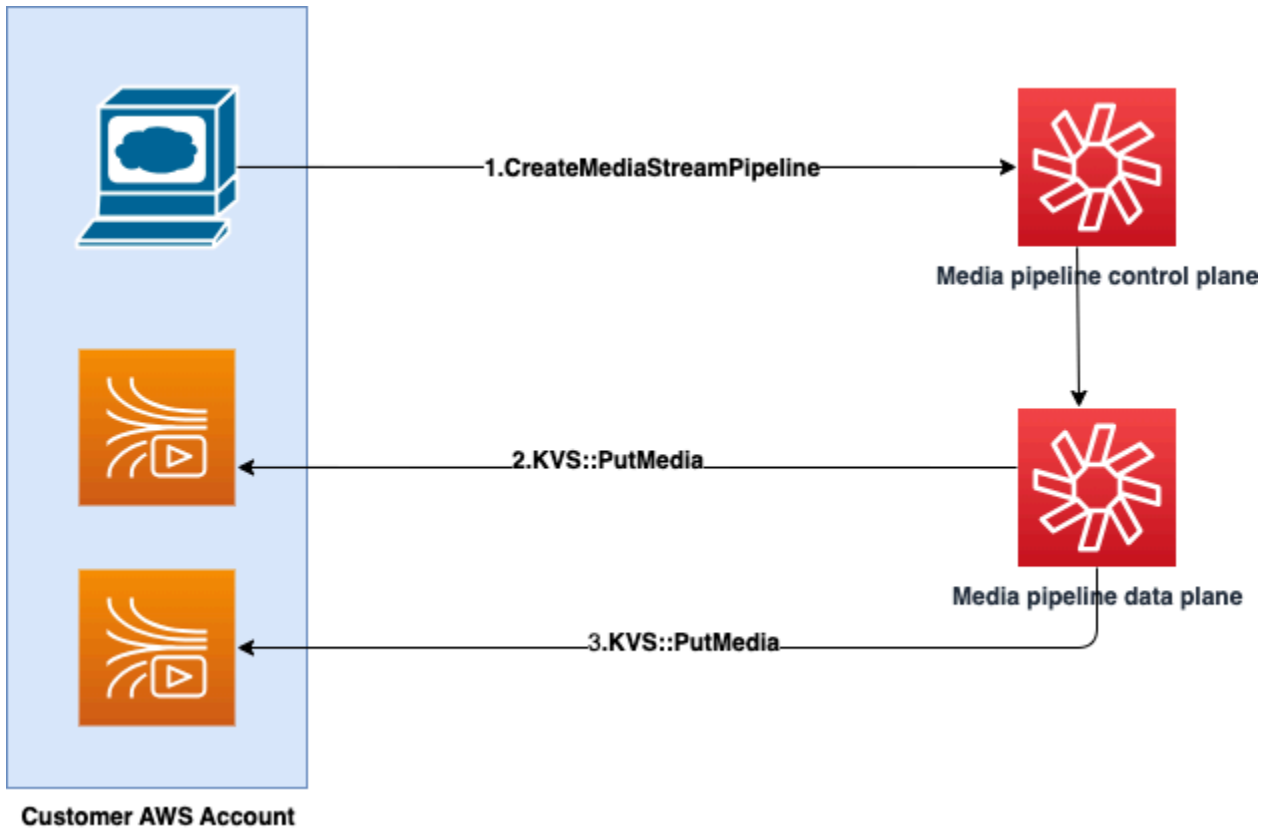 1.CreateMediaStreamPipeline
Media pipeline control plane
2.KVS::PutMedia
Media pipeline data plane
3.KVS::PutMedia
Customer AWS Account